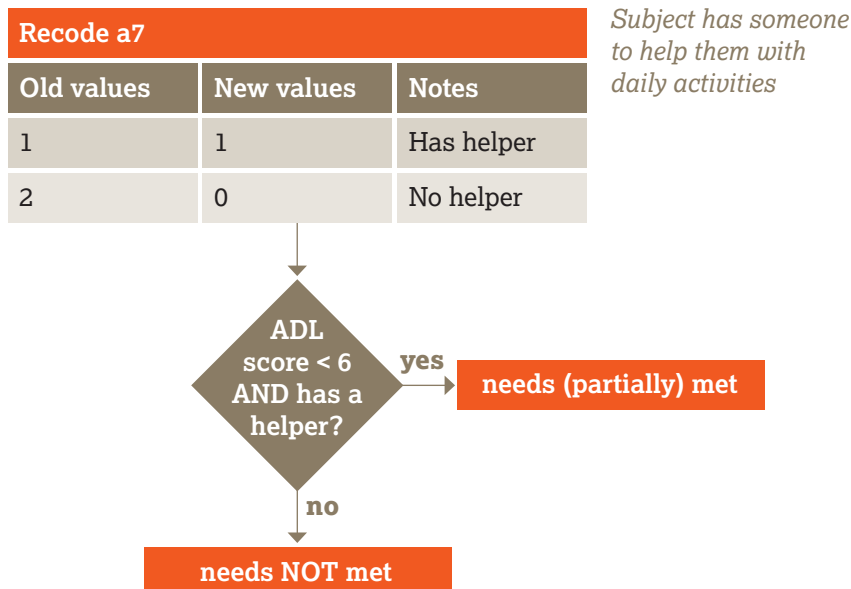 Recode a7
Subject has someone
to help them with
daily activities
Old values New values Notes
1 1 Has helper
2 0 No helper
ADL
score < 6
AND has a
helper?
yes
needs (partially) met
no
needs NOT met